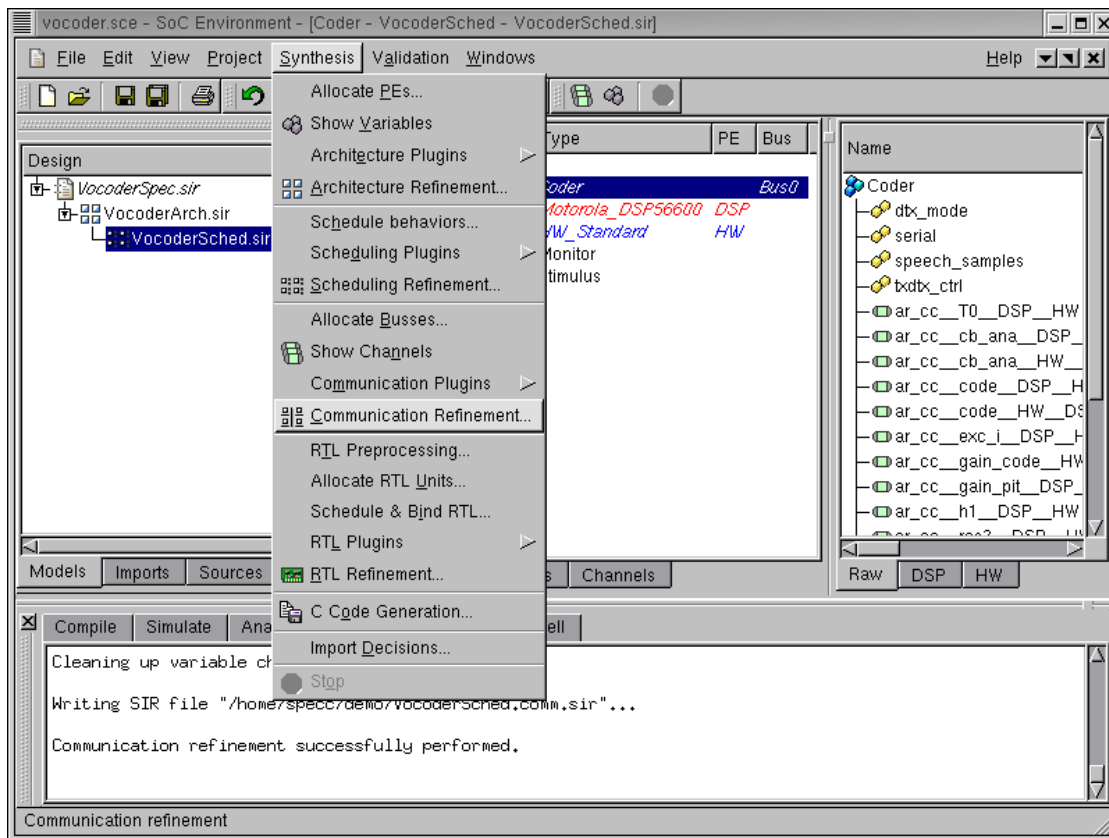 vocoder.sce - SoC Environment - [Coder - VocoderSched - VocoderSched.sir]
File Edit View Project Synthesis Validation Windows Help
Allocate PEs...
Show Variables
Architecture Plugins
Architecture Refinement...
Schedule behaviors...
Scheduling Plugins
Scheduling Refinement...
Allocate Busses...
Show Channels
Communication Plugins
Communication Refinement...
RTL Preprocessing...
Allocate RTL Units...
Schedule & Bind RTL...
RTL Plugins
RTL Refinement...
C Code Generation...
Import Decisions...
Stop
Design
VocoderSpec.sir
VocoderArch.sir
VocoderSched.sir
Models Imports Sources
Type PE Bus
Coder Bus0
Motorola_DSP56600 DSP
HW_Standard HW
Monitor
timulus
s Channels
Name
Coder
dtx_mode
serial
speech_samples
txdtx_ctrl
ar_cc__T0__DSP__HW
ar_cc__cb_ana__DSP_
ar_cc__cb_ana__HW__
ar_cc__code__DSP__H
ar_cc__code__HW__DS
ar_cc__exc_i__DSP__H
ar_cc__gain_code__HW
ar_cc__gain_pit__DSP_
ar_cc__h1__DSP__HW
Raw DSP HW
Compile Simulate Ana ell
Cleaning up variable ch
Writing SIR file "/home/specc/demo/VocoderSched.comm.sir"...
Communication refinement successfully performed.
Communication refinement